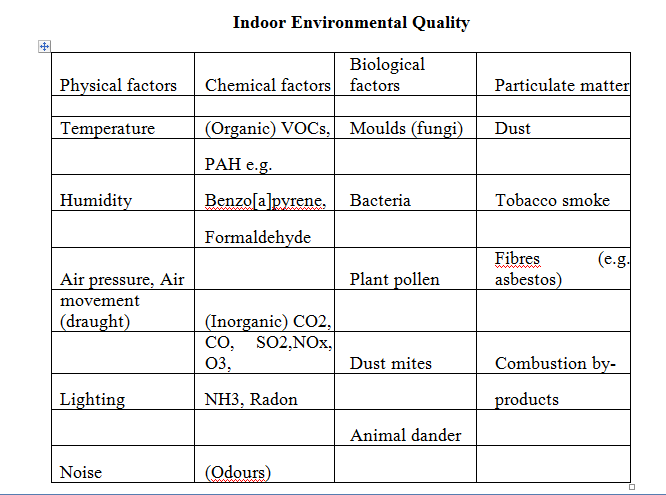 Indoor Environmental Quality
Physical factors Chemical factors Biological factors Particulate matter
Temperature (Organic) VOCs, Moulds (fungi) Dust
PAH e.g.
Humidity Benzo[a]pyrene, Bacteria Tobacco smoke
Formaldehyde
Air pressure, Air Plant pollen Fibres (e.g. asbestos)
movement (draught) (Inorganic) CO2,
CO, SO2,NOx, O3, Dust mites Combustion by-
Lighting NH3, Radon products
Animal dander
Noise (Odours)